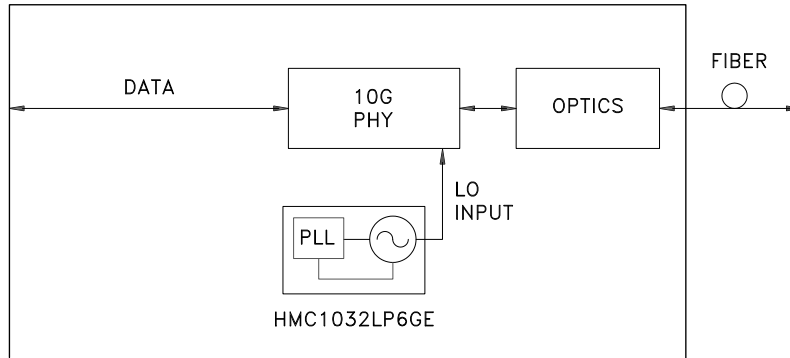 FIBER
DATA
10G
PHY
OPTICS
LO
INPUT
PLL
HMC1032LP6GE